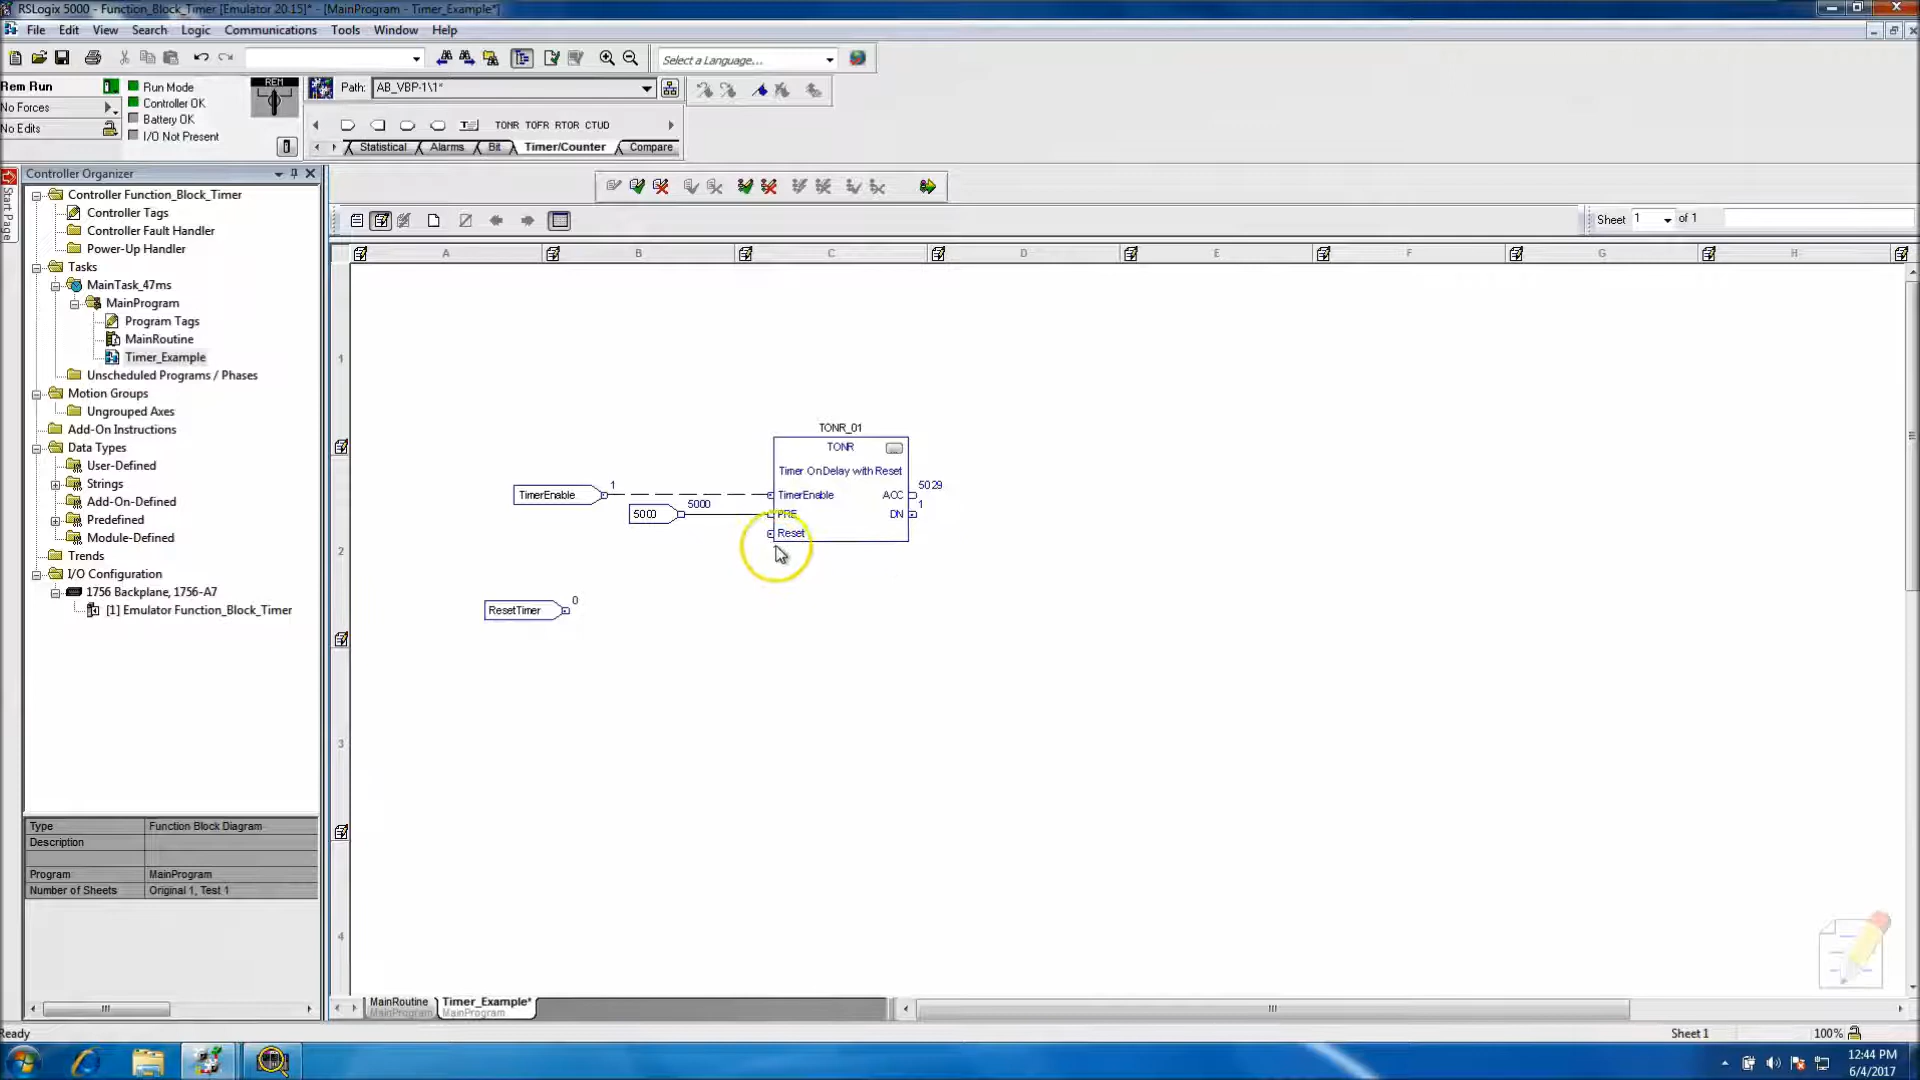 RSLogix 5000 - Function_Block_Timer [Emulator 20.15]* - [MainProgram - Timer_Example*]
File Edit View Search Logic Communications Tools Window Help
Select a Language...
Rem Run
No Forces
No Edits
Run Mode
Controller OK
Battery OK
I/O Not Present
REM
Path: AB_VBP-1\1*
TONR TOFR RTOR CTUD
Statistical Alarms Bit Timer/Counter Compare
Start Page
Controller Organizer
Controller Function_Block_Timer
Controller Tags
Controller Fault Handler
Power-Up Handler
Tasks
MainTask_47ms
MainProgram
Program Tags
MainRoutine
Timer_Example
Unscheduled Programs / Phases
Motion Groups
Ungrouped Axes
Add-On Instructions
Data Types
User-Defined
Strings
Add-On-Defined
Predefined
Module-Defined
Trends
I/O Configuration
1756 Backplane, 1756-A7
[1] Emulator Function_Block_Timer
Type Function Block Diagram
Description
Program MainProgram
Number of Sheets Original 1, Test 1
Sheet 1 of 1
A B C D E F G H
1
2
3
4
TONR_01
TONR
Timer On Delay with Reset
TimerEnable 1
TimerEnable ACC 5029
5000 5000
PRE DN 1
Reset
ResetTimer 0
MainRoutine
MainProgram
Timer_Example*
MainProgram
Ready
Sheet 1 100%
12:44 PM
6/4/2017